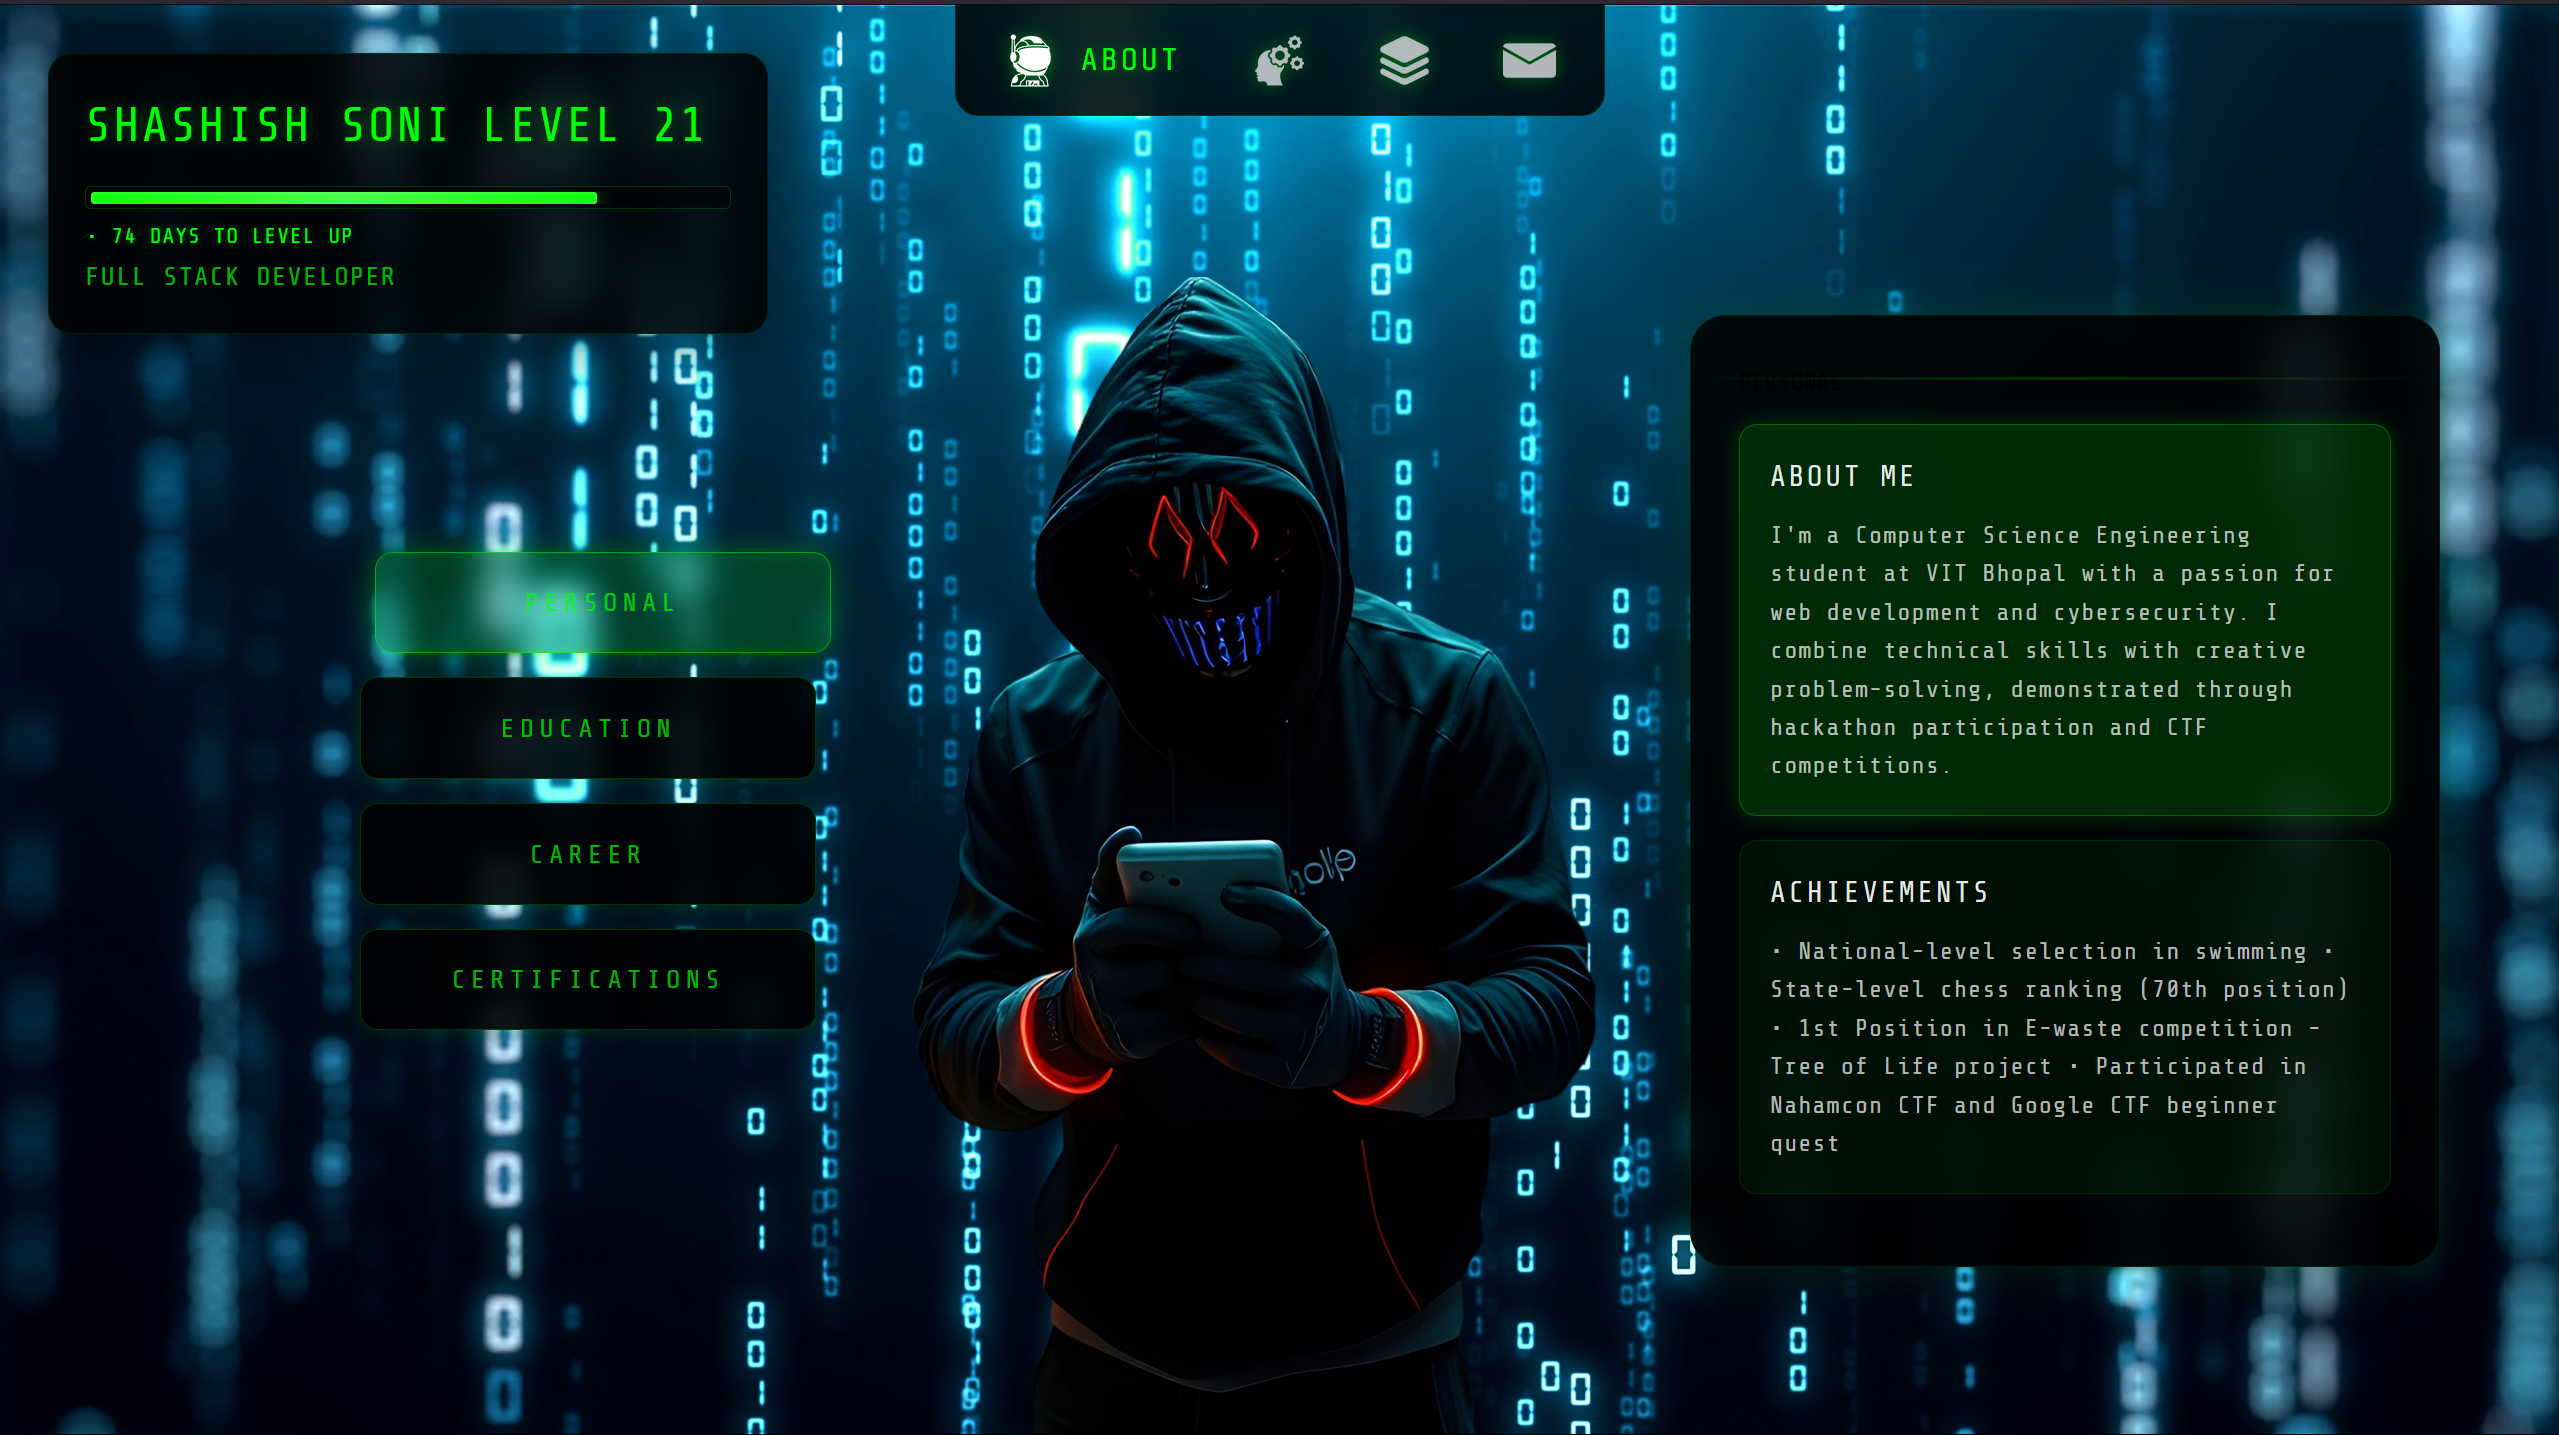 ABOUT
SHASHISH SONI LEVEL 21
· 74 DAYS TO LEVEL UP
FULL STACK DEVELOPER
PERSONAL
EDUCATION
CAREER
CERTIFICATIONS
PERSONAL
ABOUT ME
I'm a Computer Science Engineering
student at VIT Bhopal with a passion for
web development and cybersecurity. I
combine technical skills with creative
problem-solving, demonstrated through
hackathon participation and CTF
competitions.
ACHIEVEMENTS
· National-level selection in swimming ·
State-level chess ranking (70th position)
· 1st Position in E-waste competition -
Tree of Life project · Participated in
Nahamcon CTF and Google CTF beginner
quest